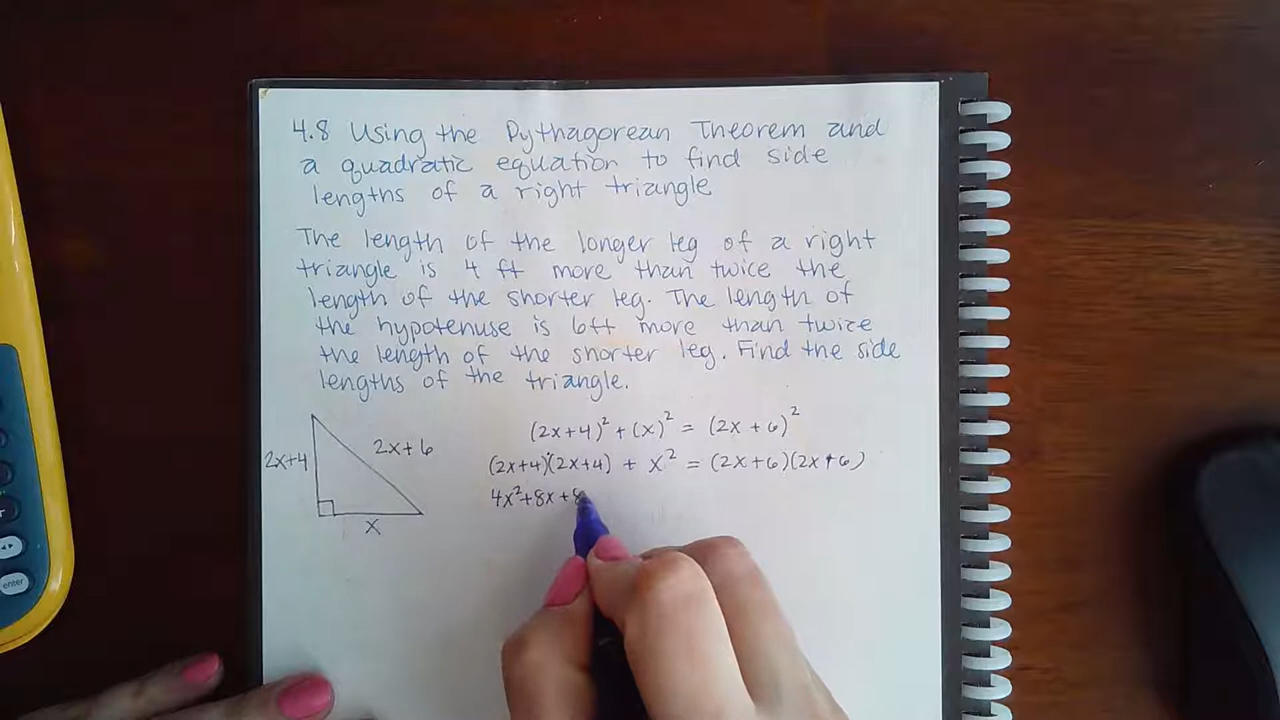 4.8 Using the Pythagorean Theorem and
a quadratic equation to find side
lengths of a right triangle
The length of the longer leg of a right
triangle is 4 ft more than twice the
length of the shorter leg. The length of
the hypotenuse is 6ft more than twice
the length of the shorter leg. Find the side
lengths of the triangle.
(2x+4)² + (x)² = (2x + 6)²
2x+4
2x+6
(2x+4)(2x+4) + x² = (2x+6)(2x+6)
4x²+8x+8
x
enter